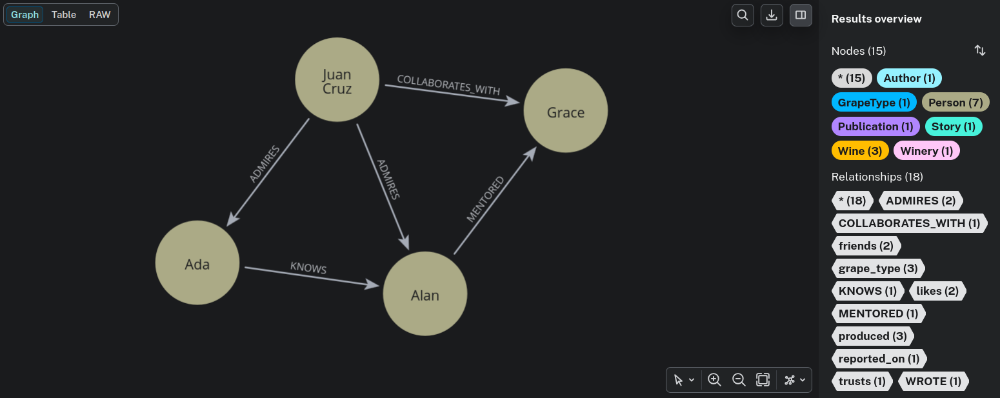 Graph Table RAW
Juan
Cruz
COLLABORATES_WITH
Grace
ADMIRES
ADMIRES
MENTORED
Ada
KNOWS
Alan
Results overview
Nodes (15)
* (15) Author (1)
GrapeType (1) Person (7)
Publication (1) Story (1)
Wine (3) Winery (1)
Relationships (18)
* (18) ADMIRES (2)
COLLABORATES_WITH (1)
friends (2)
grape_type (3)
KNOWS (1) likes (2)
MENTORED (1)
produced (3)
reported_on (1)
trusts (1) WROTE (1)